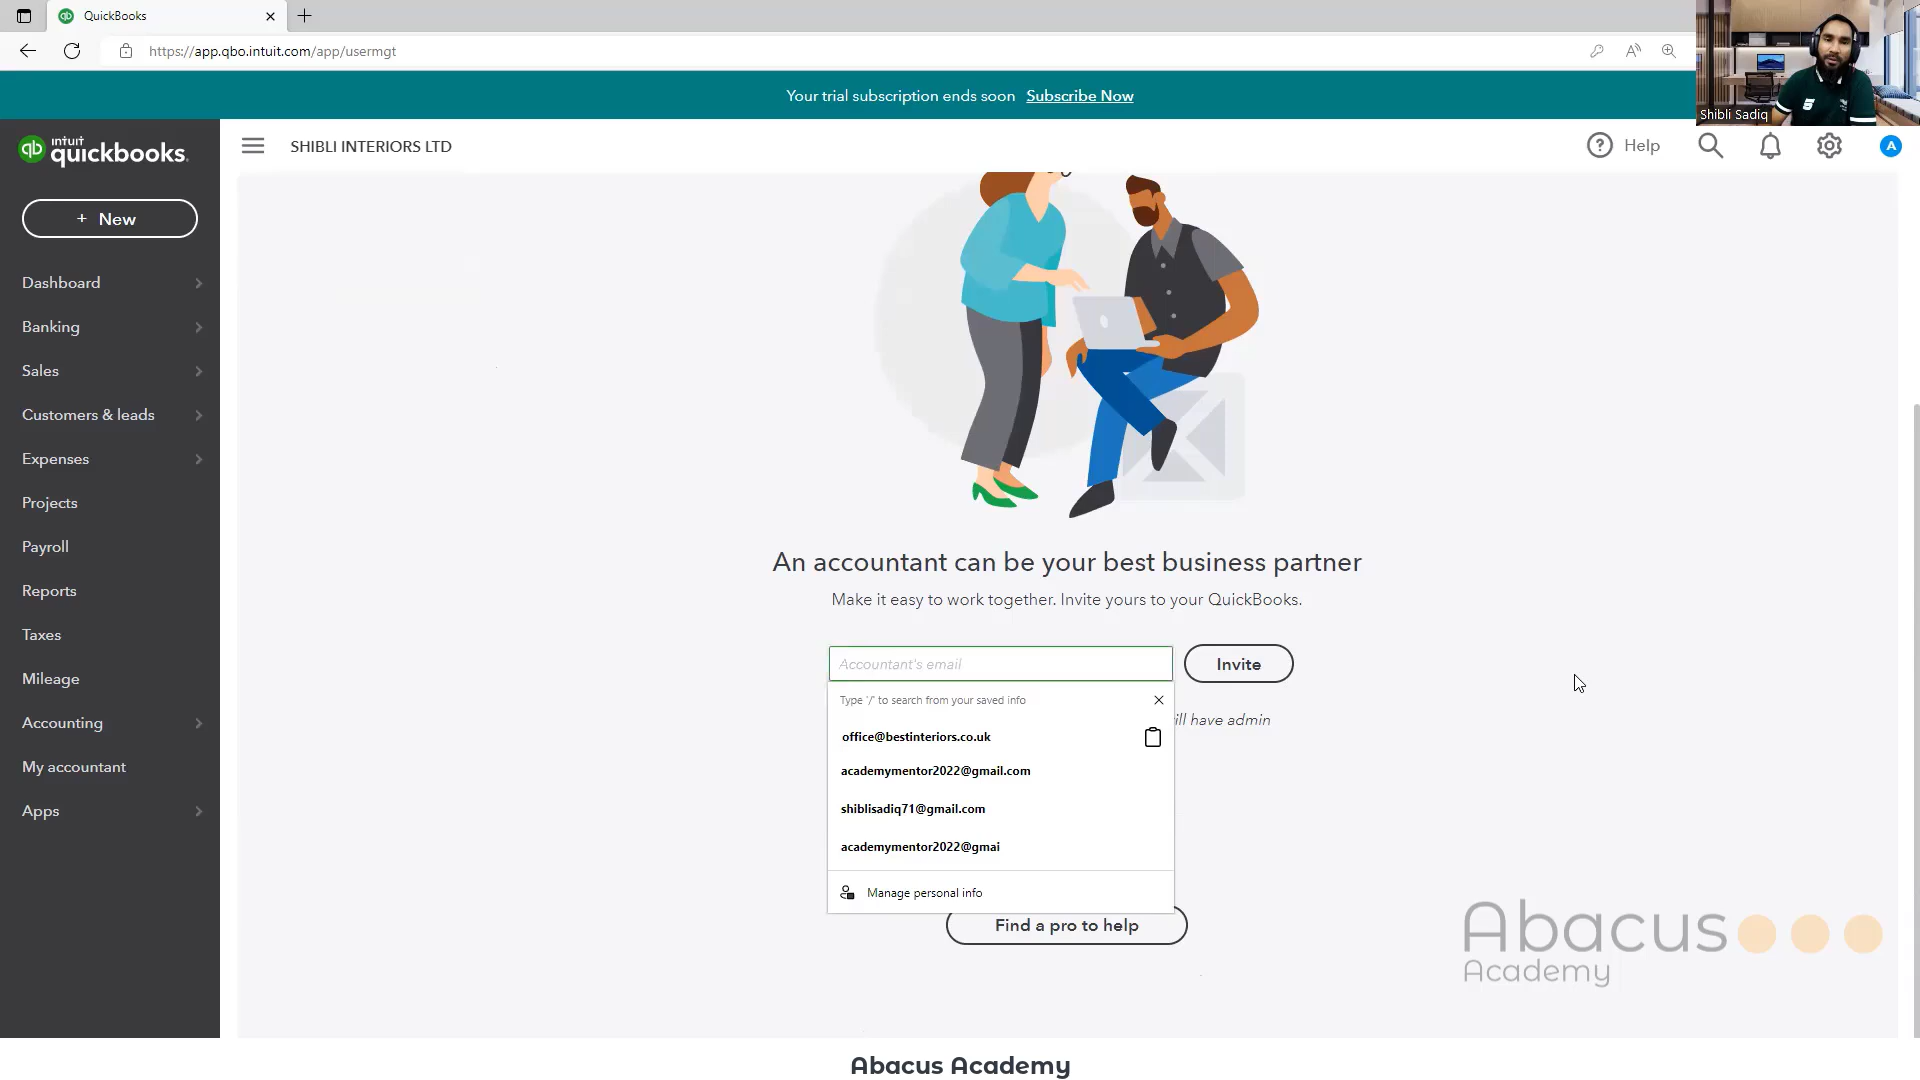 QuickBooks
https://app.qbo.intuit.com/app/usermgt
Shibli Sadiq
Your trial subscription ends soon Subscribe Now
intuit
quickbooks.
SHIBLI INTERIORS LTD
Help
A
+ New
Dashboard
Banking
Sales
Customers & leads
Expenses
Projects
Payroll
Reports
Taxes
Mileage
Accounting
My accountant
Apps
An accountant can be your best business partner
Make it easy to work together. Invite yours to your QuickBooks.
Accountant's email
Invite
Type '/' to search from your saved info
ill have admin
office@bestinteriors.co.uk
academymentor2022@gmail.com
shiblisadiq71@gmail.com
academymentor2022@gmai
Manage personal info
Find a pro to help
Abacus
Academy
Abacus Academy